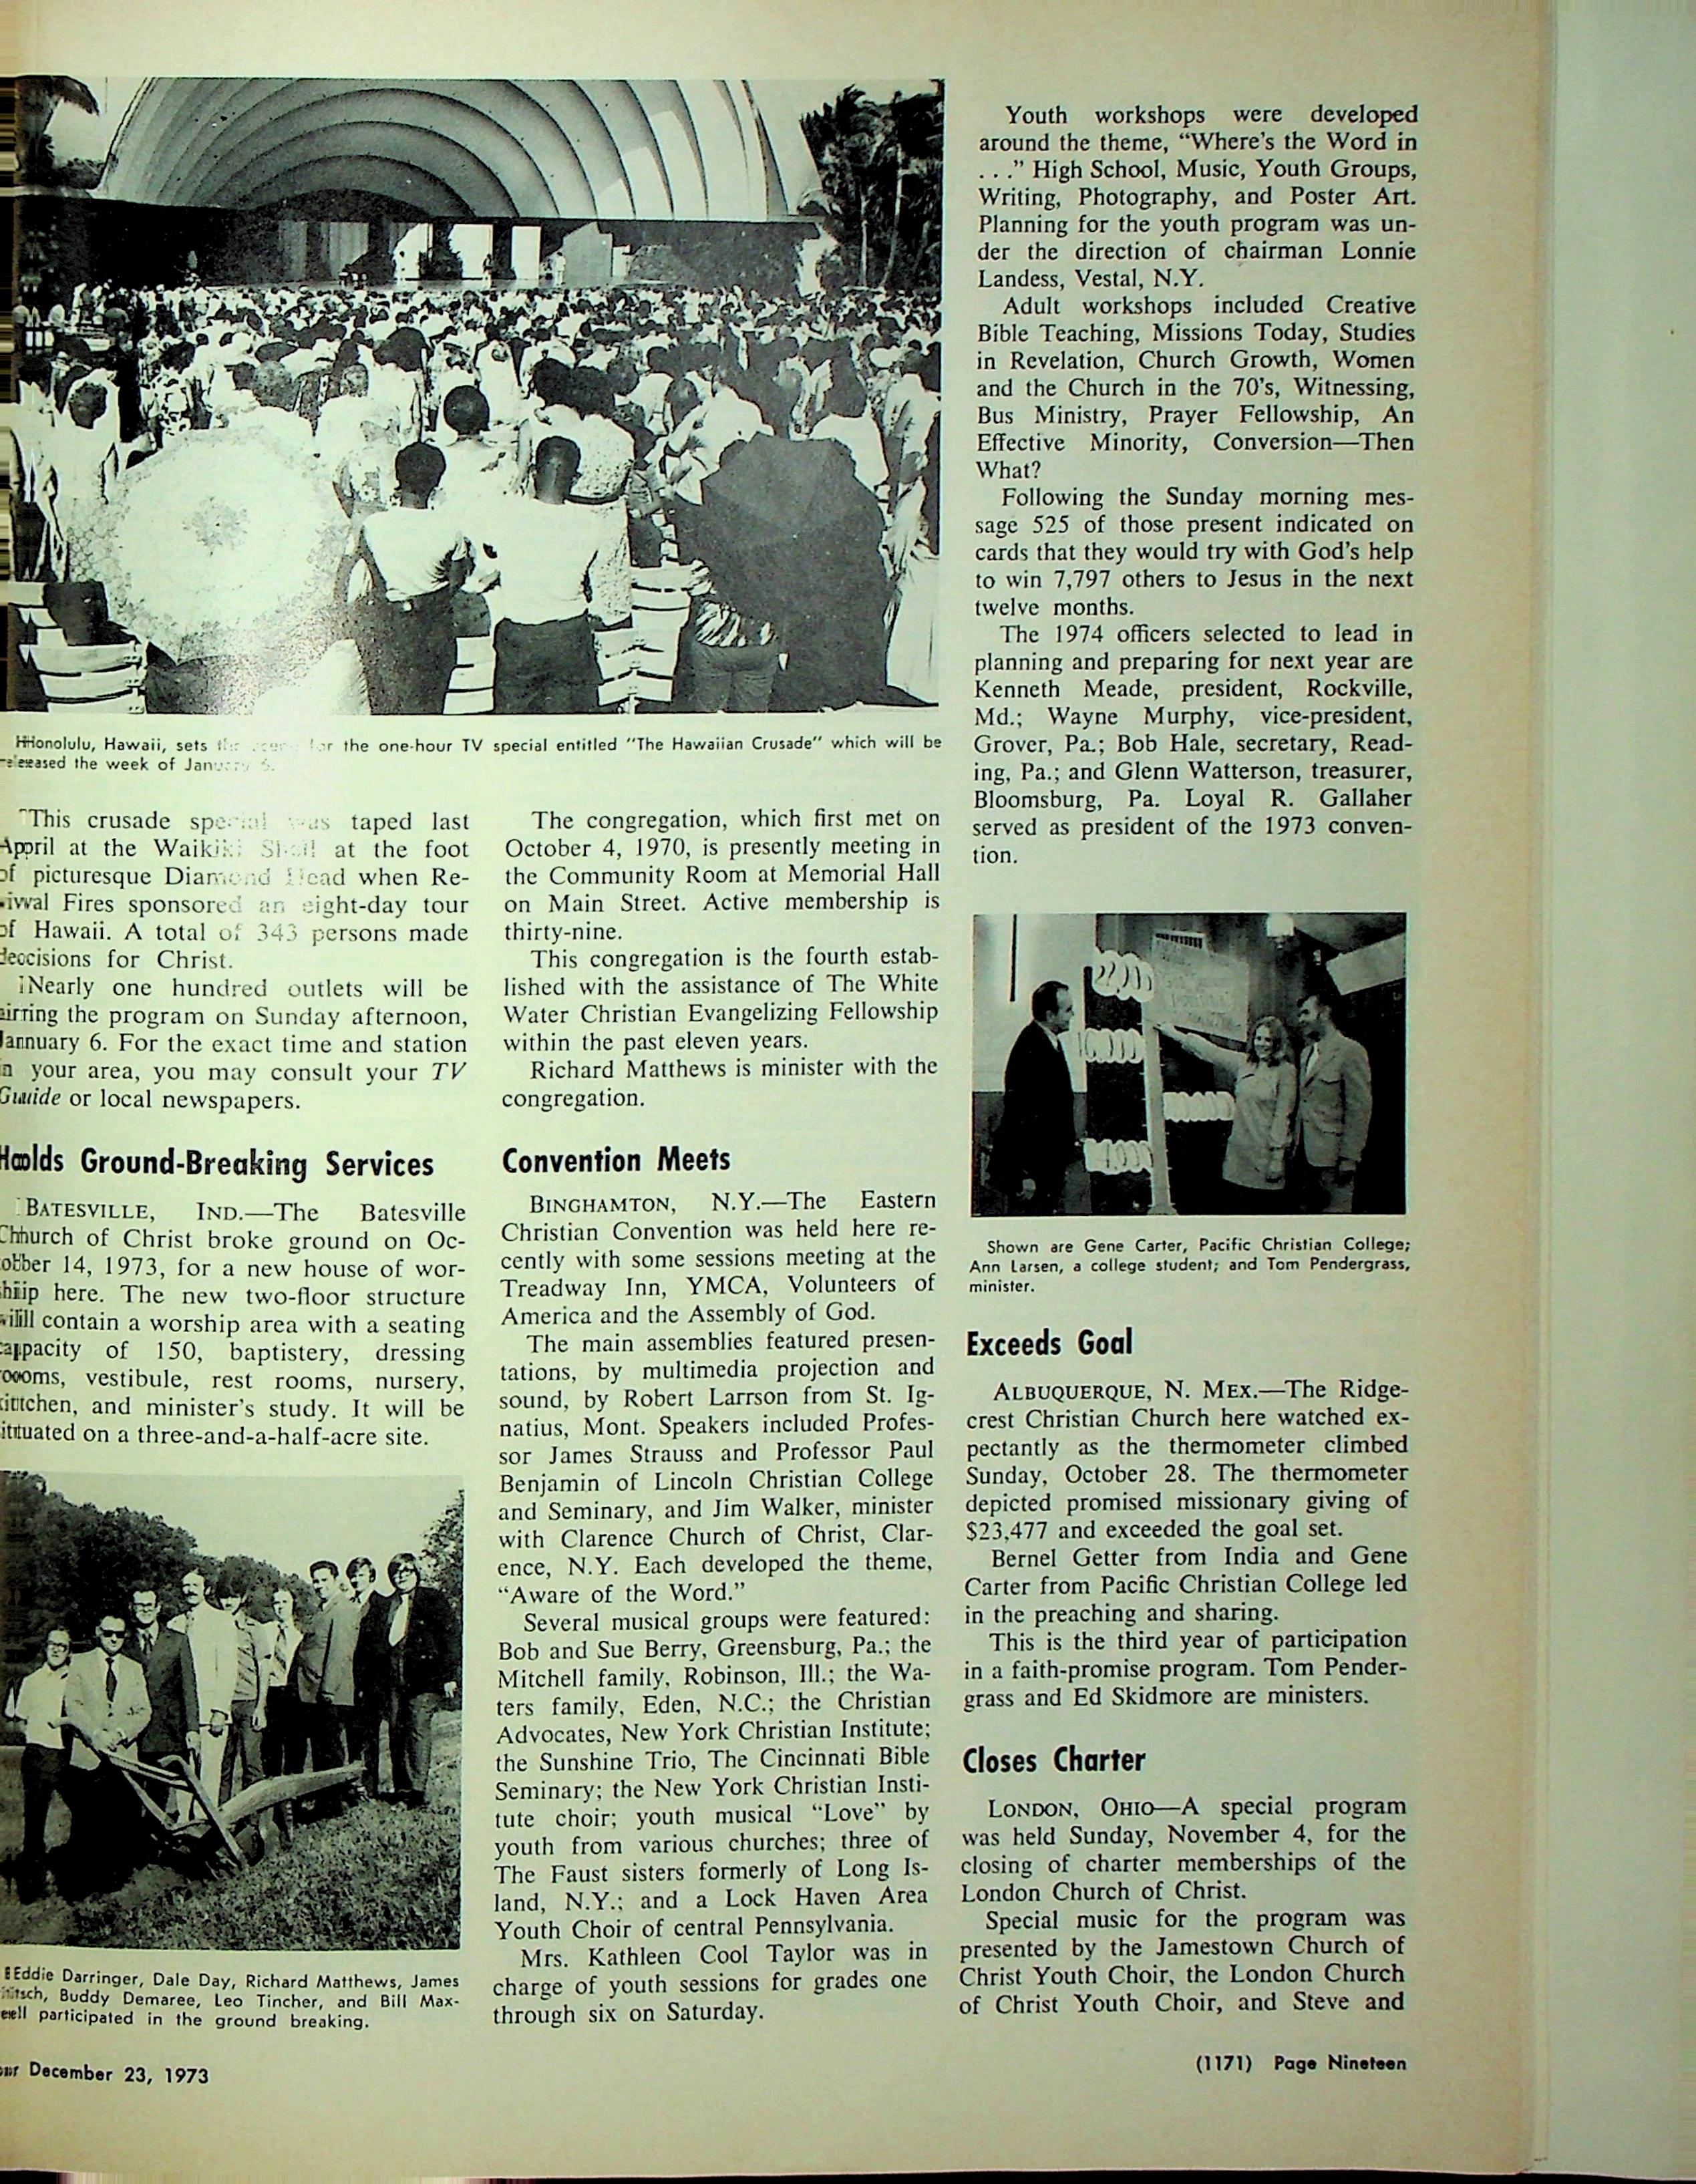 Honolulu, Hawaii, sets the scene for the one-hour TV special entitled "The Hawaiian Crusade" which will be
released the week of January 6.
This crusade special was taped last
April at the Waikiki Shell at the foot
of picturesque Diamond Head when Re-
vival Fires sponsored an eight-day tour
of Hawaii. A total of 343 persons made
decisions for Christ.
Nearly one hundred outlets will be
airing the program on Sunday afternoon,
January 6. For the exact time and station
in your area, you may consult your TV
Guide or local newspapers.
Holds Ground-Breaking Services
BATESVILLE, IND.—The Batesville
Church of Christ broke ground on Oc-
tober 14, 1973, for a new house of wor-
ship here. The new two-floor structure
will contain a worship area with a seating
capacity of 150, baptistery, dressing
rooms, vestibule, rest rooms, nursery,
kitchen, and minister's study. It will be
situated on a three-and-a-half-acre site.
Eddie Darringer, Dale Day, Richard Matthews, James
Buddy Demaree, Leo Tincher, and Bill Max-
well participated in the ground breaking.
December 23, 1973
The congregation, which first met on
October 4, 1970, is presently meeting in
the Community Room at Memorial Hall
on Main Street. Active membership is
thirty-nine.
This congregation is the fourth estab-
lished with the assistance of The White
Water Christian Evangelizing Fellowship
within the past eleven years.
Richard Matthews is minister with the
congregation.
Convention Meets
BINGHAMTON, N.Y.—The Eastern
Christian Convention was held here re-
cently with some sessions meeting at the
Treadway Inn, YMCA, Volunteers of
America and the Assembly of God.
The main assemblies featured presen-
tations, by multimedia projection and
sound, by Robert Larrson from St. Ig-
natius, Mont. Speakers included Profes-
sor James Strauss and Professor Paul
Benjamin of Lincoln Christian College
and Seminary, and Jim Walker, minister
with Clarence Church of Christ, Clar-
ence, N.Y. Each developed the theme,
"Aware of the Word."
Several musical groups were featured:
Bob and Sue Berry, Greensburg, Pa.; the
Mitchell family, Robinson, Ill.; the Wa-
ters family, Eden, N.C.; the Christian
Advocates, New York Christian Institute;
the Sunshine Trio, The Cincinnati Bible
Seminary; the New York Christian Insti-
tute choir; youth musical "Love" by
youth from various churches; three of
The Faust sisters formerly of Long Is-
land, N.Y.; and a Lock Haven Area
Youth Choir of central Pennsylvania.
Mrs. Kathleen Cool Taylor was in
charge of youth sessions for grades one
through six on Saturday.
Youth workshops were developed
around the theme, "Where's the Word in
. . ." High School, Music, Youth Groups,
Writing, Photography, and Poster Art.
Planning for the youth program was un-
der the direction of chairman Lonnie
Landess, Vestal, N.Y.
Adult workshops included Creative
Bible Teaching, Missions Today, Studies
in Revelation, Church Growth, Women
and the Church in the 70's, Witnessing,
Bus Ministry, Prayer Fellowship, An
Effective Minority, Conversion—Then
What?
Following the Sunday morning mes-
sage 525 of those present indicated on
cards that they would try with God's help
to win 7,797 others to Jesus in the next
twelve months.
The 1974 officers selected to lead in
planning and preparing for next year are
Kenneth Meade, president, Rockville,
Md.; Wayne Murphy, vice-president,
Grover, Pa.; Bob Hale, secretary, Read-
ing, Pa.; and Glenn Watterson, treasurer,
Bloomsburg, Pa. Loyal R. Gallaher
served as president of the 1973 conven-
tion.
Shown are Gene Carter, Pacific Christian College;
Ann Larsen, a college student; and Tom Pendergrass,
minister.
Exceeds Goal
ALBUQUERQUE, N. MEX.—The Ridge-
crest Christian Church here watched ex-
pectantly as the thermometer climbed
Sunday, October 28. The thermometer
depicted promised missionary giving of
$23,477 and exceeded the goal set.
Bernel Getter from India and Gene
Carter from Pacific Christian College led
in the preaching and sharing.
This is the third year of participation
in a faith-promise program. Tom Pender-
grass and Ed Skidmore are ministers.
Closes Charter
LONDON, OHIO—A special program
was held Sunday, November 4, for the
closing of charter memberships of the
London Church of Christ.
Special music for the program was
presented by the Jamestown Church of
Christ Youth Choir, the London Church
of Christ Youth Choir, and Steve and
(1171) Page Nineteen